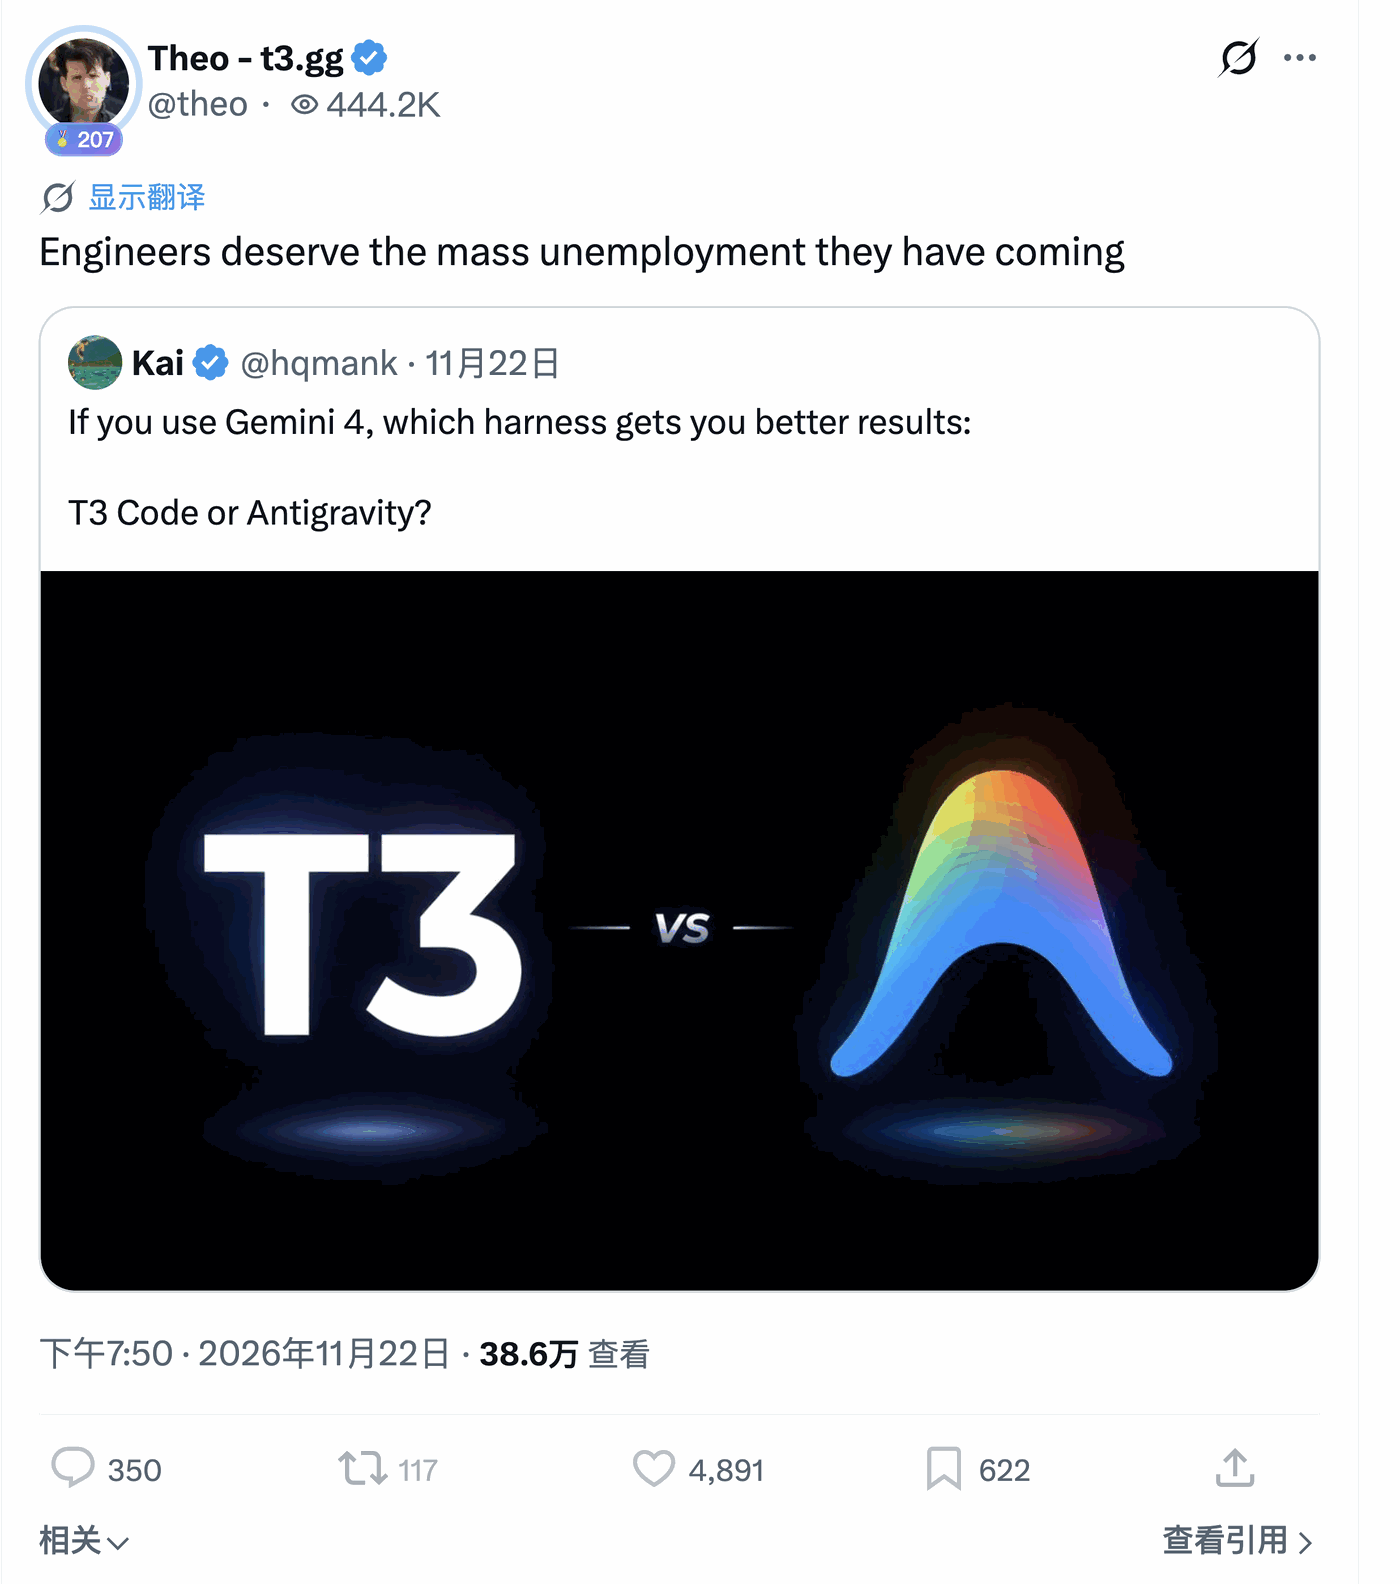 Theo - t3.gg
@theo · 444.2K
207
显示翻译
Engineers deserve the mass unemployment they have coming
Kai @hqmank · 11月22日
If you use Gemini 4, which harness gets you better results:
T3 Code or Antigravity?
T3 VS
下午7:50 · 2026年11月22日 · 38.6万 查看
350 117 4,891 622
相关 查看引用